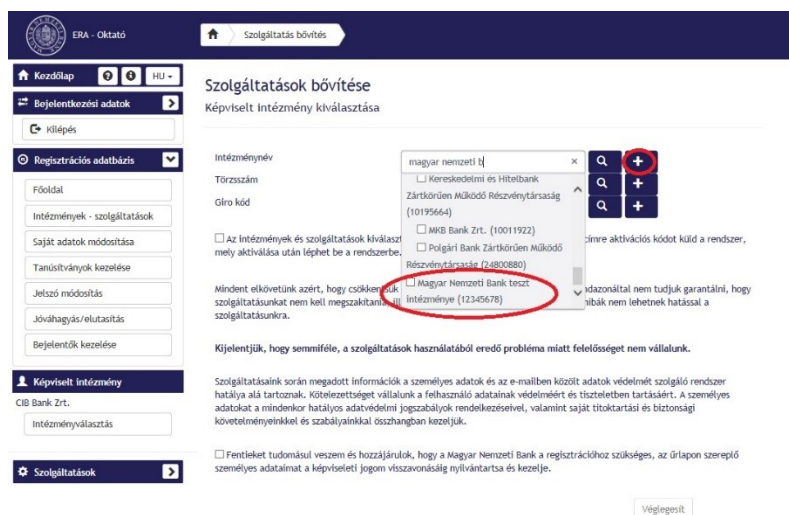 ERA - Oktató
Szolgáltatás bővítés
Kezdőlap
HU
Bejelentkezési adatok
Kilépés
Regisztrációs adatbázis
Főoldal
Intézmények - szolgáltatások
Saját adatok módosítása
Tanúsítványok kezelése
Jelszó módosítás
Jóváhagyás/elutasítás
Bejelentők kezelése
Képviselt intézmény
CIB Bank Zrt.
Intézményválasztás
Szolgáltatások
Szolgáltatások bővítése
Képviselt intézmény kiválasztása
Intézménynév
magyar nemzeti b
Törzsszám
Giro kód
Kereskedelmi és Hitelbank
Zártkörűen Működő Részvénytársaság
(10195664)
MKB Bank Zrt. (10011922)
Polgári Bank Zártkörűen Működő
Részvénytársaság (24800880)
Magyar Nemzeti Bank teszt
intézménye (12345678)
Az intézmények és szolgáltatások kiválaszt címre aktivációs kódot küld a rendszer,
mely aktiválása után léphet be a rendszerbe.
Mindent elkövetünk azért, hogy csökkentsük ndazonáltal nem tudjuk garantálni, hogy
szolgáltatásunkat nem kell megszakítania, ill nibák nem lehetnek hatással a
szolgáltatásunkra.
Kijelentjük, hogy semmiféle, a szolgáltatások használatából eredő probléma miatt felelősséget nem vállalunk.
Szolgáltatásaink során megadott információk a személyes adatok és az e-mailben közölt adatok védelmét szolgáló rendszer
hatálya alá tartoznak. Kötelezettséget vállalunk a felhasználó adatainak védelméért és tiszteletben tartásáért. A személyes
adatokat a mindenkor hatályos adatvédelmi jogszabályok rendelkezéseivel, valamint saját titoktartási és biztonsági
követelményeinkkel és szabályainkkal összhangban kezeljük.
Fentieket tudomásul veszem és hozzájárulok, hogy a Magyar Nemzeti Bank a regisztrációhoz szükséges, az űrlapon szereplő
személyes adataimat a képviseleti jogom visszavonásáig nyilvántartsa és kezelje.
Véglegesít